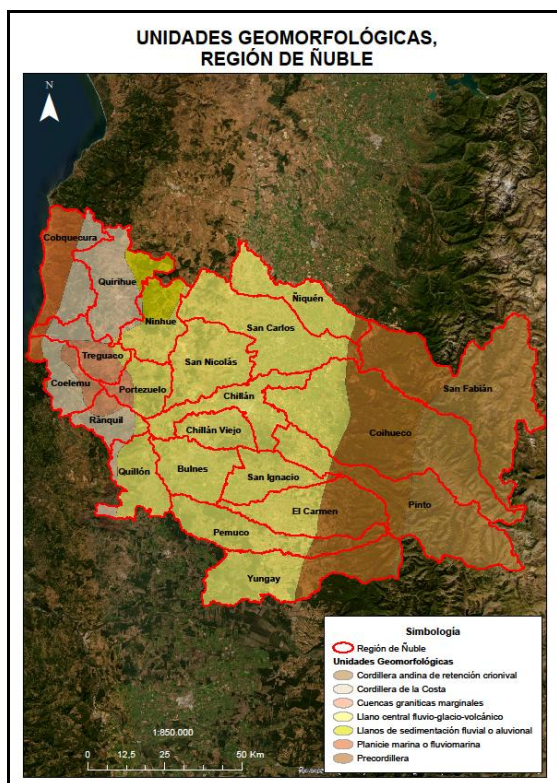 UNIDADES GEOMORFOLÓGICAS,
REGIÓN DE ÑUBLE
N
Cobquecura
Quirihue
Ninhue
Ñiquén
San Carlos
Treguaco
San Nicolás
San Fabián
Coelemu
Portezuelo
Chillán
Ránquil
Chillán Viejo
Coihueco
Quillón
Bulnes
San Ignacio
El Carmen
Pinto
Pemuco
Yungay
Simbología
Región de Ñuble
Unidades Geomorfológicas
Cordillera andina de retención crionival
Cordillera de la Costa
Cuencas graniticas marginales
Llano central fluvio-glacio-volcánico
Llanos de sedimentación fluvial o aluvional
Planicie marina o fluviomarina
Precordillera
1:850.000
0 12,5 25 50 Km